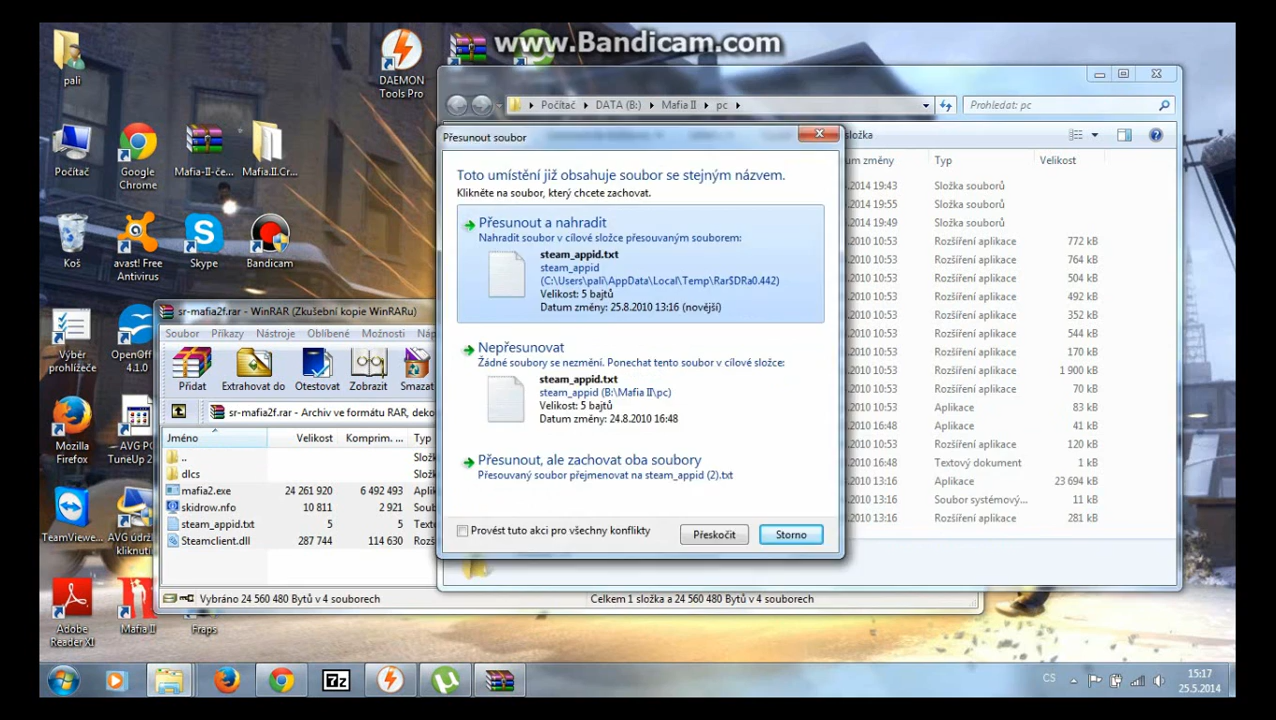 www.Bandicam.com
pali
DAEMON
Tools Pro
Počítač
Google
Chrome
Mafia-II-če...
Mafia.II.Cr...
Koš
avast! Free
Antivirus
Skype
Bandicam
Výběr
prohlížeče
OpenOff
4.1.0
Mozilla
Firefox
AVG PC
TuneUp 2
TeamViewe...
AVG údrž
kliknutí
Adobe
Reader XI
Mafia II
Fraps
Počítač ▸ DATA (B:) ▸ Mafia II ▸ pc ▸
Prohledat: pc
složka
um změny Typ Velikost
.2014 19:43 Složka souborů
.2014 19:55 Složka souborů
.2014 19:49 Složka souborů
.2010 10:53 Rozšíření aplikace 772 kB
.2010 10:53 Rozšíření aplikace 764 kB
.2010 10:53 Rozšíření aplikace 504 kB
.2010 10:53 Rozšíření aplikace 492 kB
.2010 10:53 Rozšíření aplikace 352 kB
.2010 10:53 Rozšíření aplikace 544 kB
.2010 10:53 Rozšíření aplikace 170 kB
.2010 10:53 Rozšíření aplikace 1 900 kB
.2010 10:53 Rozšíření aplikace 70 kB
.2010 10:53 Aplikace 83 kB
.2010 16:48 Aplikace 41 kB
.2010 10:53 Rozšíření aplikace 120 kB
.2010 16:48 Textový dokument 1 kB
.2010 13:16 Aplikace 23 694 kB
.2010 13:16 Soubor systémový... 11 kB
.2010 13:16 Rozšíření aplikace 281 kB
Přesunout soubor
Toto umístění již obsahuje soubor se stejným názvem.
Klikněte na soubor, který chcete zachovat.
Přesunout a nahradit
Nahradit soubor v cílové složce přesouvaným souborem:
steam_appid.txt
steam_appid
(C:\Users\pali\AppData\Local\Temp\Rar$DRa0.442)
Velikost: 5 bajtů
Datum změny: 25.8.2010 13:16 (novější)
Nepřesunovat
Žádné soubory se nezmění. Ponechat tento soubor v cílové složce:
steam_appid.txt
steam_appid (B:\Mafia II\pc)
Velikost: 5 bajtů
Datum změny: 24.8.2010 16:48
Přesunout, ale zachovat oba soubory
Přesouvaný soubor přejmenovat na steam_appid (2).txt
Provést tuto akci pro všechny konflikty
Přeskočit
Storno
sr-mafia2f.rar - WinRAR (Zkušební kopie WinRARu)
Soubor Příkazy Nástroje Oblíbené Možnosti Náp
Přidat Extrahovat do Otestovat Zobrazit Smazat
sr-mafia2f.rar - Archiv ve formátu RAR, deko
Jméno Velikost Komprim. ... Typ
.. Slož
dlcs Slož
mafia2.exe 24 261 920 6 492 493 Apli
skidrow.nfo 10 811 2 921 Sou
steam_appid.txt 5 5 Text
Steamclient.dll 287 744 114 630 Rozš
Vybráno 24 560 480 Bytů v 4 souborech
Celkem 1 složka a 24 560 480 Bytů v 4 souborech
CS
15:17
25.5.2014